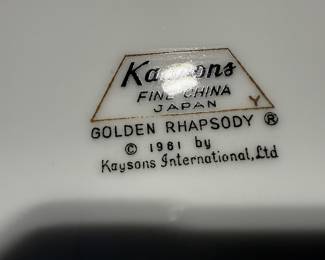 Kaysons
FINE CHINA
JAPAN
Y
GOLDEN RHAPSODY ®
© 1961 by
Kaysons International, Ltd